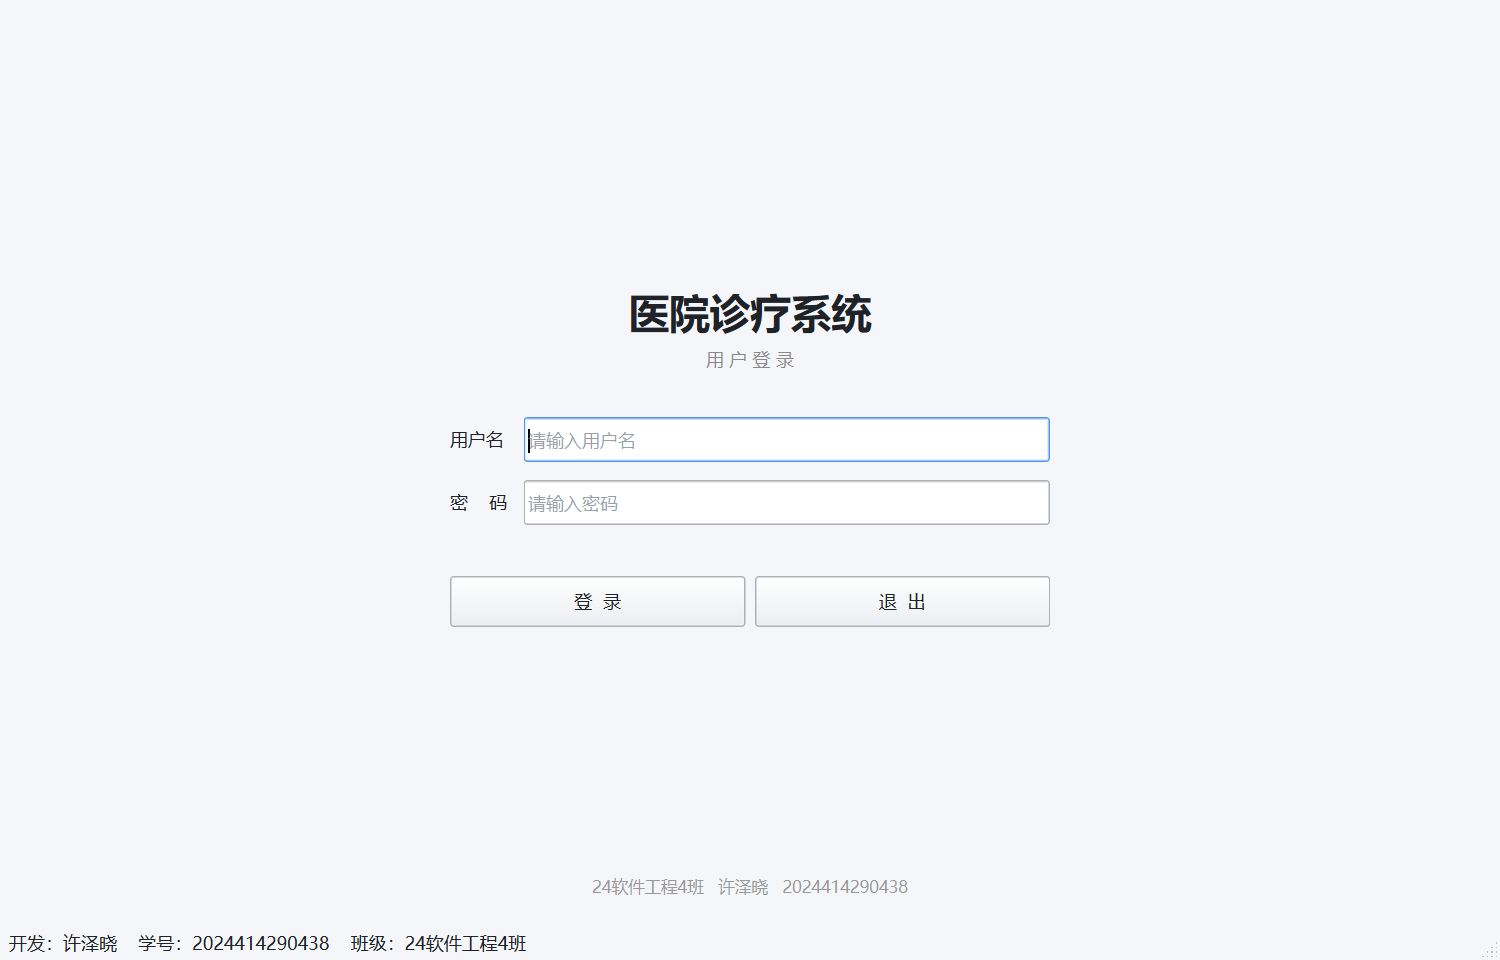 医院诊疗系统
用 户 登 录
用户名 请输入用户名
密 码 请输入密码
登 录 退 出
24软件工程4班 许泽晓 2024414290438
开发：许泽晓 学号：2024414290438 班级：24软件工程4班